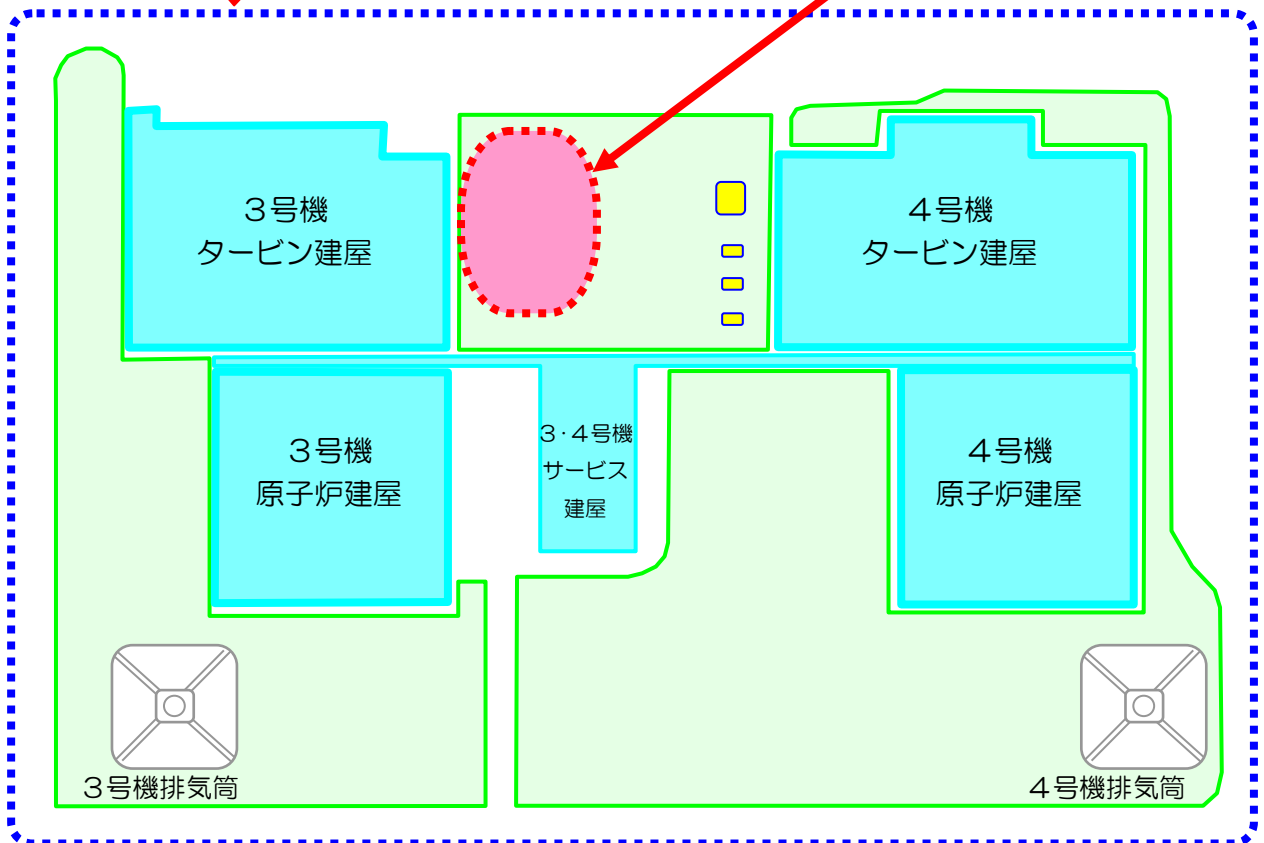 ３号機
タービン建屋
４号機
タービン建屋
３号機
原子炉建屋
３･４号機
サービス
建屋
４号機
原子炉建屋
３号機排気筒
４号機排気筒